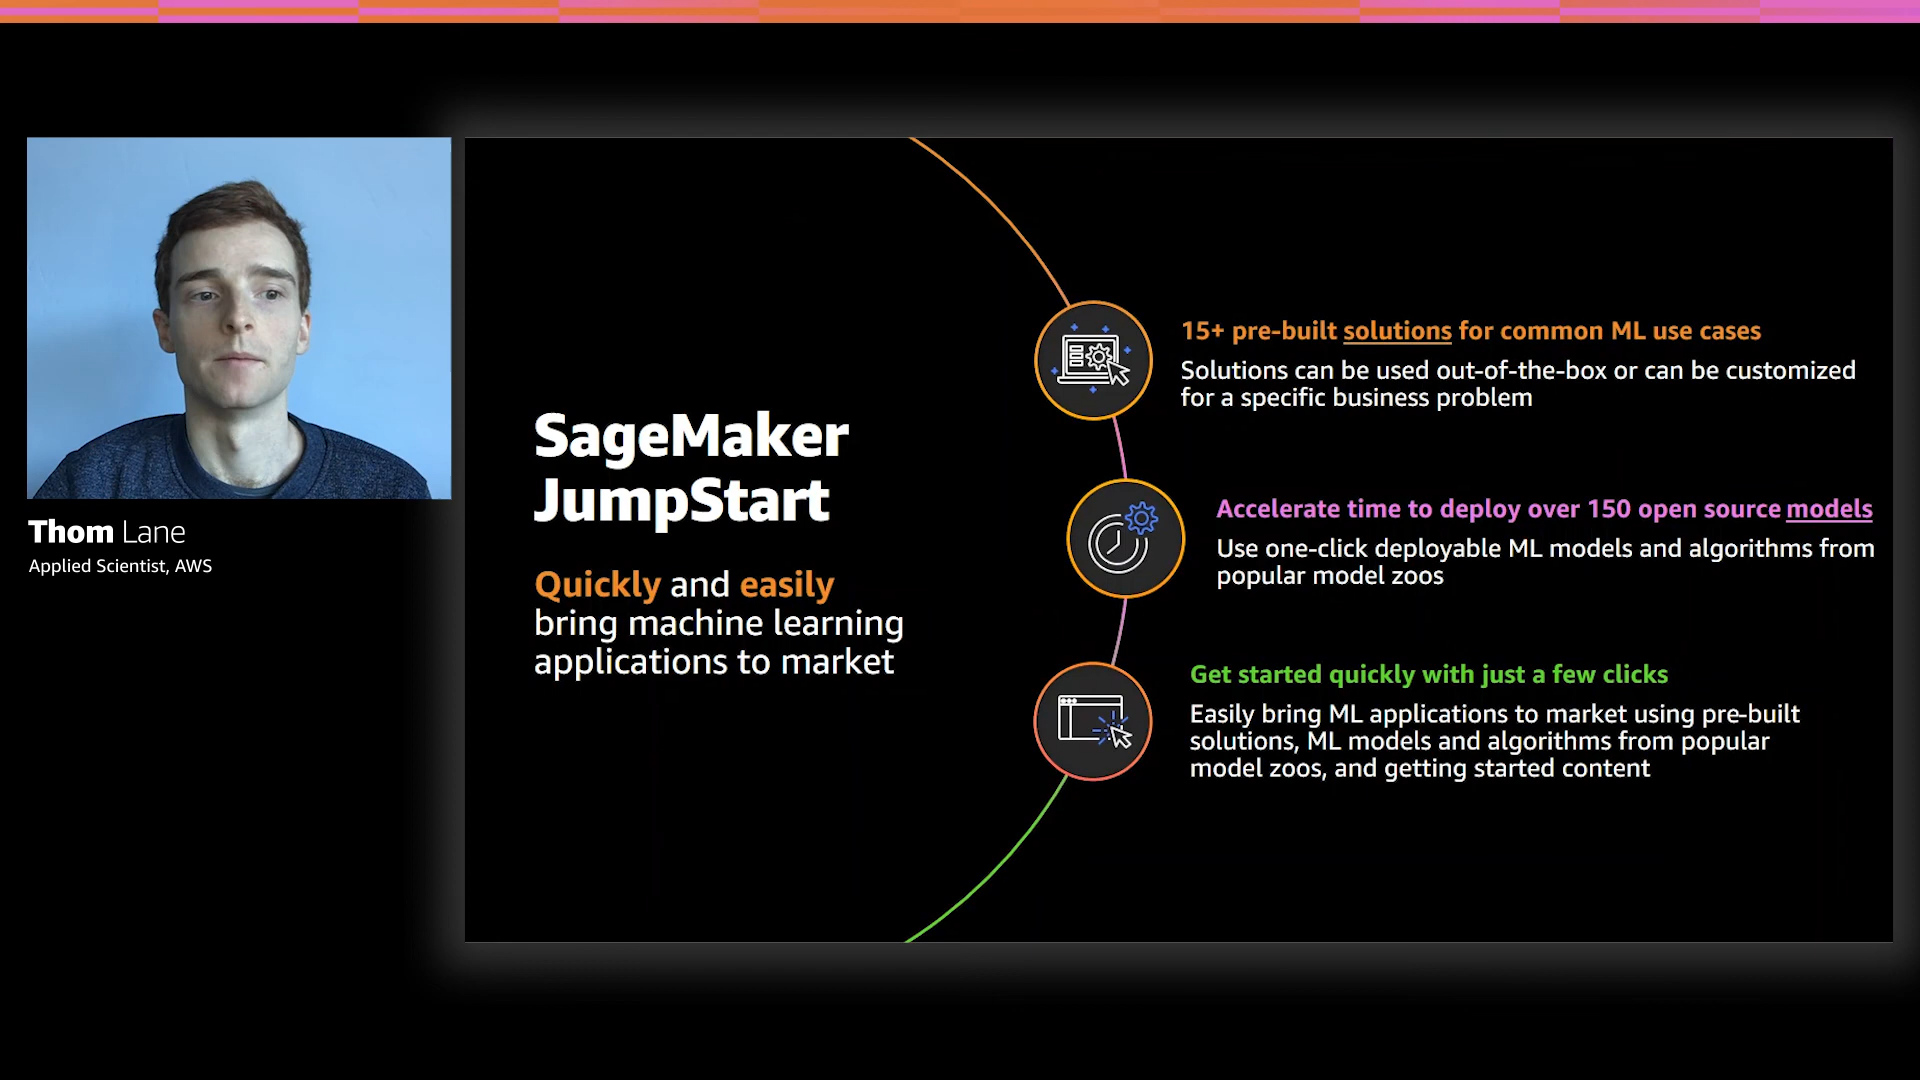 Thom Lane
Applied Scientist, AWS
SageMaker
JumpStart
Quickly and easily
bring machine learning
applications to market
15+ pre-built solutions for common ML use cases
Solutions can be used out-of-the-box or can be customized
for a specific business problem
Accelerate time to deploy over 150 open source models
Use one-click deployable ML models and algorithms from
popular model zoos
Get started quickly with just a few clicks
Easily bring ML applications to market using pre-built
solutions, ML models and algorithms from popular
model zoos, and getting started content